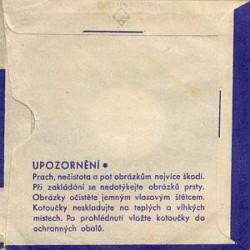 UPOZORNĚNÍ •
Prach, nečistota a pot obrázkům nejvíce škodí.
Při zakládání se nedotýkejte obrázků prsty.
Obrázky očistěte jemným vlasovým štětcem.
Kotoučky neskladujte na teplých a vlhkých
místech. Po prohlédnutí vložte kotoučky do
ochranných obalů.